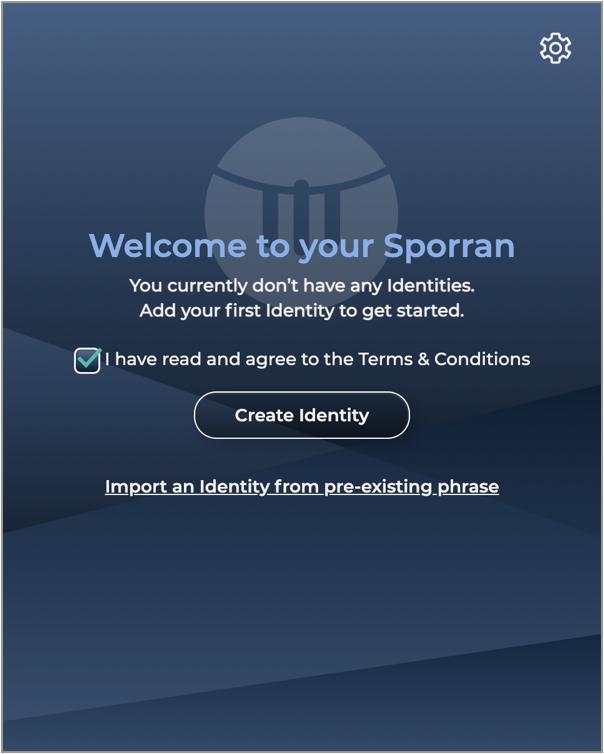 Welcome to your Sporran
You currently don’t have any Identities.
Add your first Identity to get started.
I have read and agree to the Terms & Conditions
Create Identity
Import an Identity from pre-existing phrase